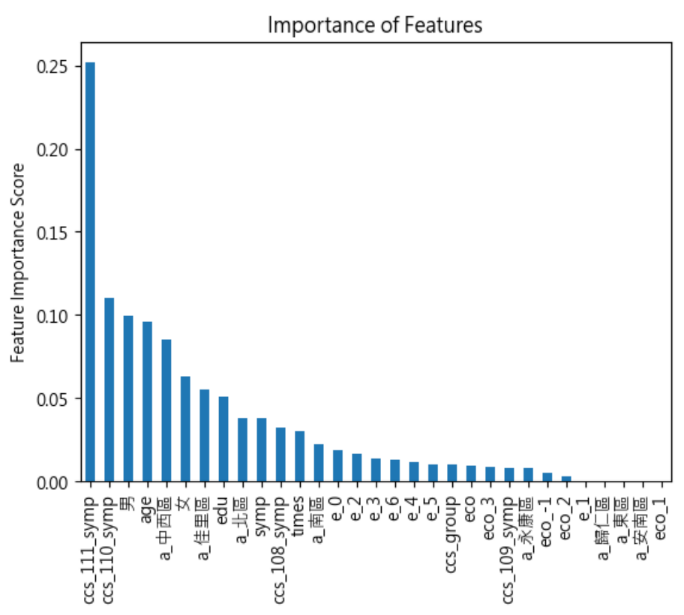 Importance of Features
Feature Importance Score
0.25
0.20
0.15
0.10
0.05
0.00
ccs_111_symp
ccs_110_symp
男
age
a_中西區
女
a_佳里區
edu
a_北區
symp
ccs_108_symp
times
a_南區
e_0
e_2
e_3
e_6
e_4
e_5
ccs_group
eco
eco_3
ccs_109_symp
a_永康區
eco_-1
eco_2
e_1
a_歸仁區
a_東區
a_安南區
eco_1